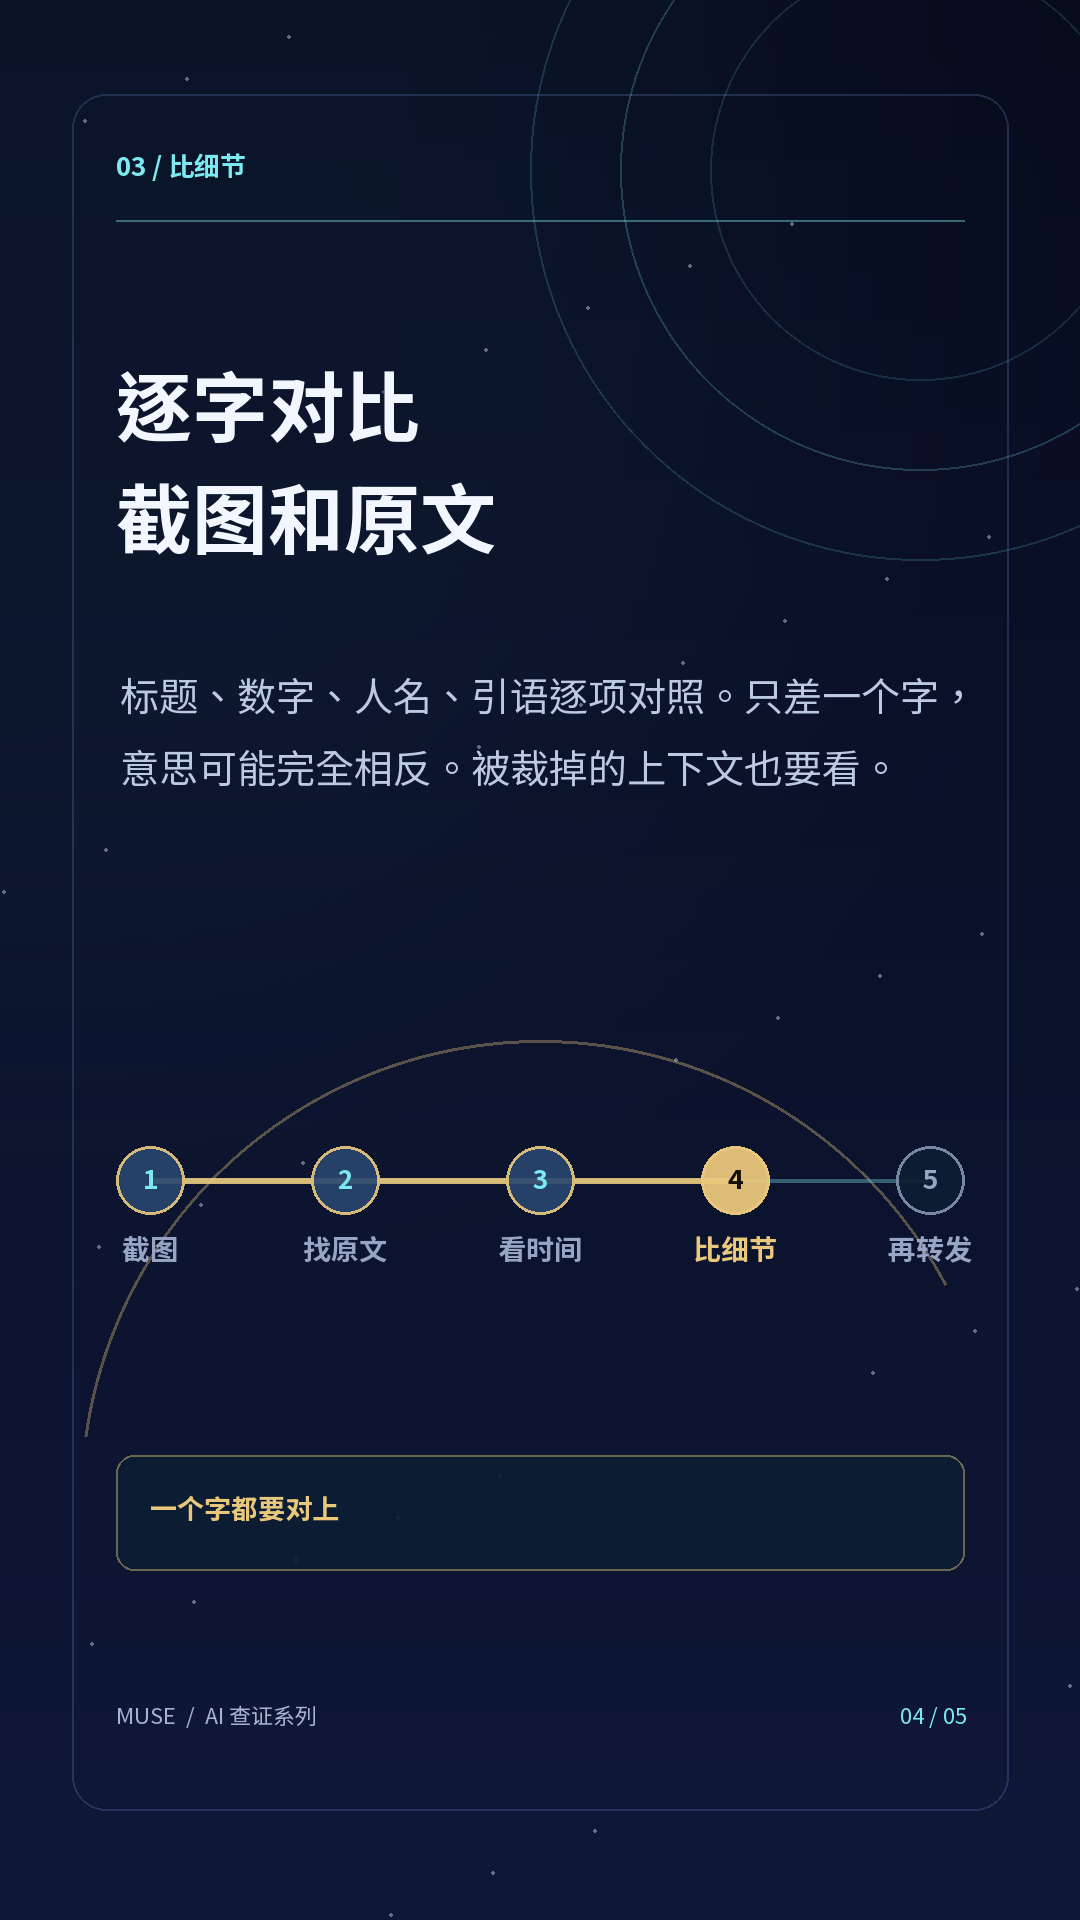 03 / 比细节
逐字对比
截图和原文
标题、数字、人名、引语逐项对照。只差一个字，
意思可能完全相反。被裁掉的上下文也要看。
1
2
3
4
5
截图
找原文
看时间
比细节
再转发
一个字都要对上
MUSE / AI 查证系列
04 / 05